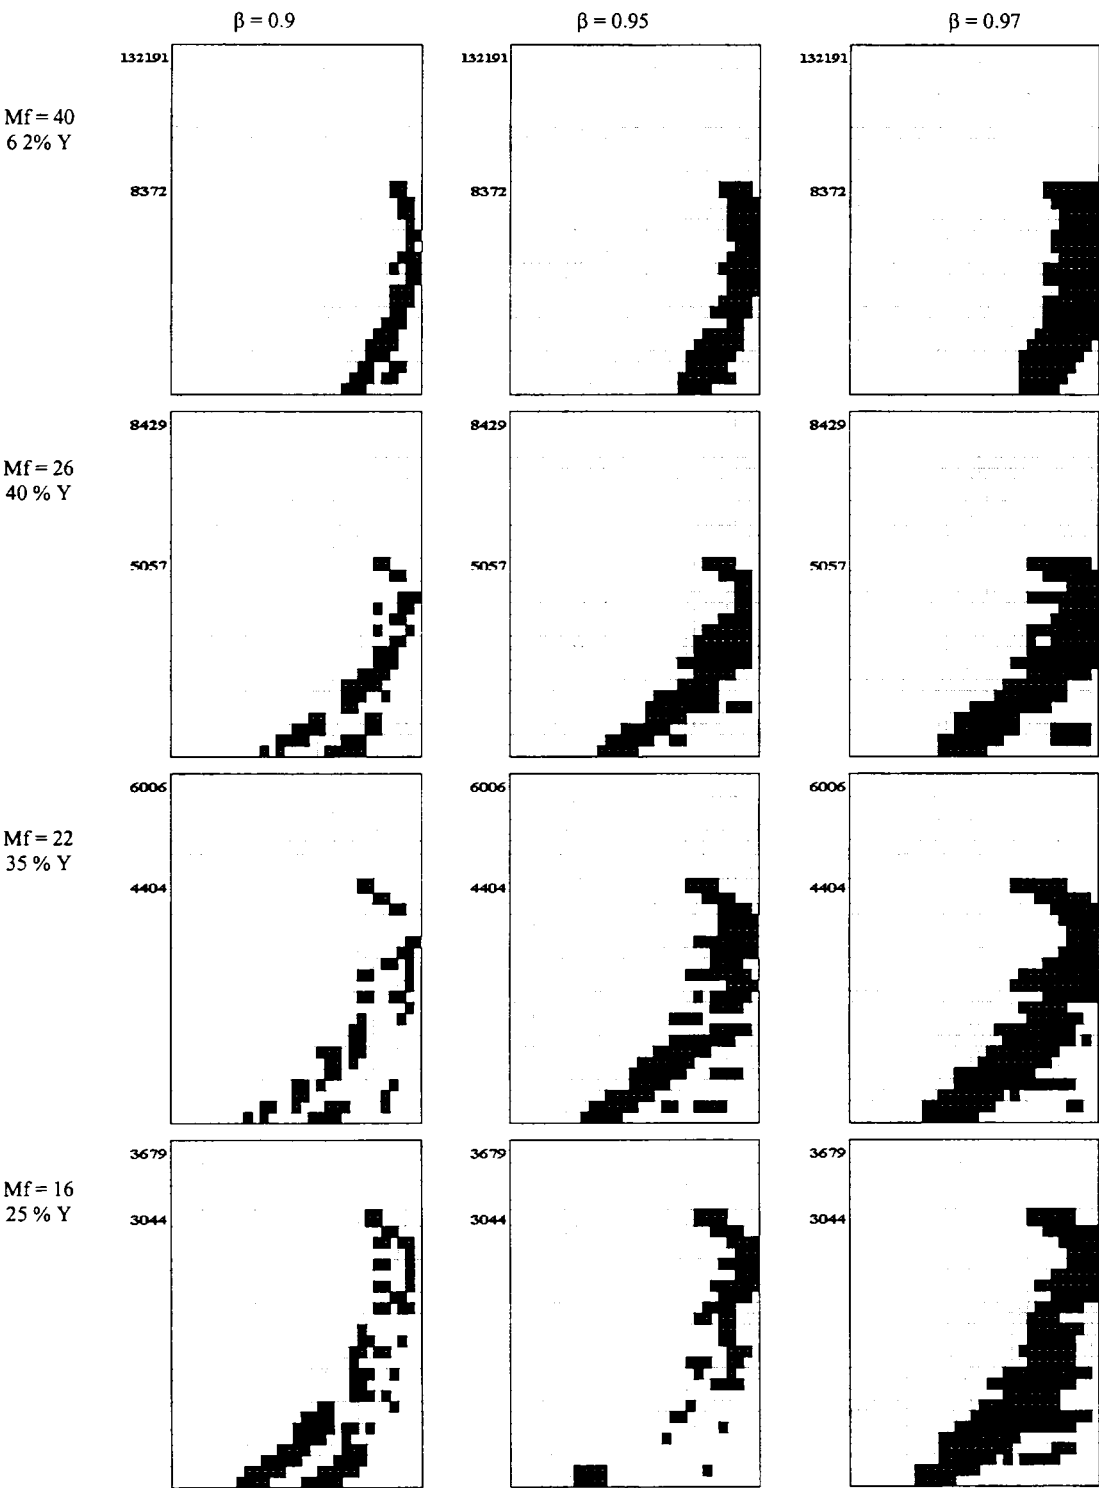 β = 0.9 β = 0.95 β = 0.97
132191 132191 132191
Mf = 40
6 2% Y
8372 8372 8372
8429 8429 8429
Mf = 26
40 % Y
5057 5057 5057
6006 6006 6006
Mf = 22
35 % Y
4404 4404 4404
3679 3679 3679
Mf = 16
25 % Y
3044 3044 3044